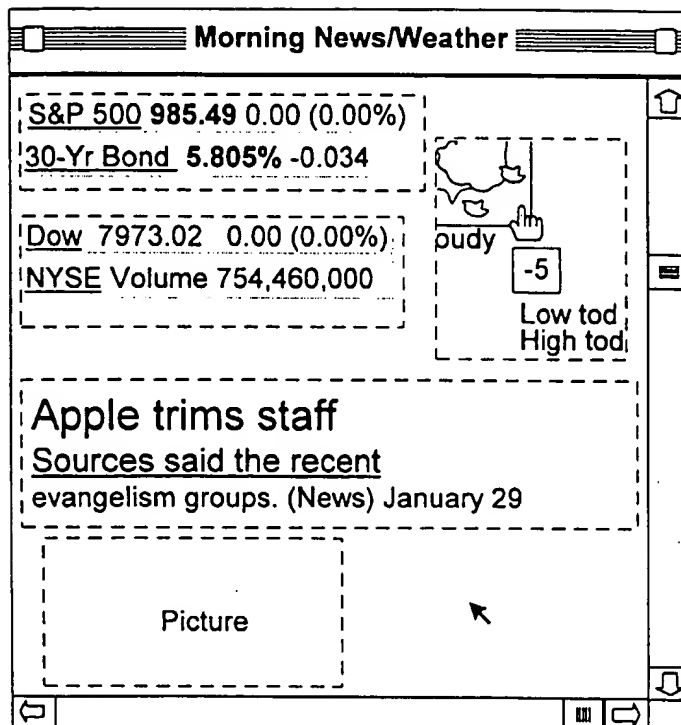 Morning News/Weather
S&P 500 985.49 0.00 (0.00%)
30-Yr Bond 5.805% -0.034
Dow 7973.02 0.00 (0.00%)
NYSE Volume 754,460,000
oudy
-5
Low tod
High tod
Apple trims staff
Sources said the recent
evangelism groups. (News) January 29
Picture